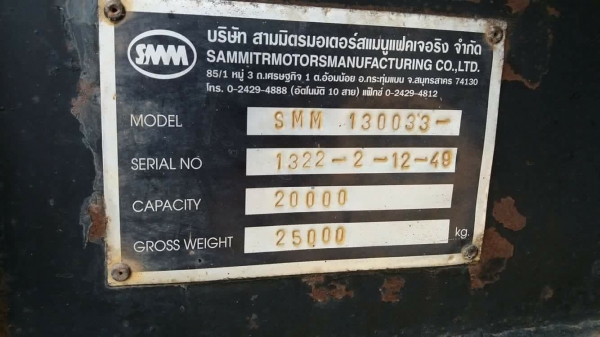 SMM
บริษัท สามมิตรมอเตอร์สแมนูแฟคเจอริง จำกัด
SAMMITRMOTORSMANUFACTURING CO.,LTD.
85/1 หมู่ 3 ถ.เศรษฐกิจ 1 ต.อ้อมน้อย อ.กระทุ่มแบน จ.สมุทรสาคร 74130
โทร. 0-2429-4888 (อัตโนมัติ 10 สาย) แฟ็กซ์ 0-2429-4812
MODEL SMM 130033-
SERIAL NO 1322-2-12-49
CAPACITY 20000
GROSS WEIGHT 25000 kg.